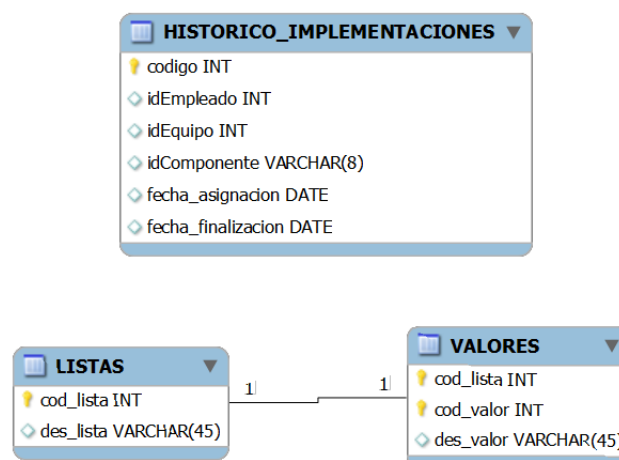 HISTORICO_IMPLEMENTACIONES
codigo INT
idEmpleado INT
idEquipo INT
idComponente VARCHAR(8)
fecha_asignacion DATE
fecha_finalizacion DATE
LISTAS
cod_lista INT
des_lista VARCHAR(45)
1
1
VALORES
cod_lista INT
cod_valor INT
des_valor VARCHAR(45)